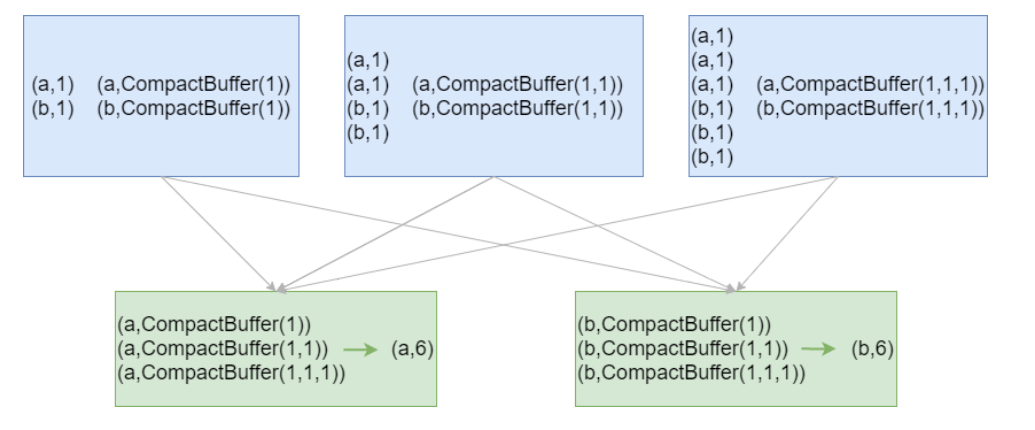 (a,1) (a,CompactBuffer(1))
(b,1) (b,CompactBuffer(1))
(a,1)
(a,1) (a,CompactBuffer(1,1))
(b,1) (b,CompactBuffer(1,1))
(b,1)
(a,1)
(a,1)
(a,1) (a,CompactBuffer(1,1,1))
(b,1) (b,CompactBuffer(1,1,1))
(b,1)
(b,1)
(a,CompactBuffer(1))
(a,CompactBuffer(1,1)) (a,6)
(a,CompactBuffer(1,1,1))
(b,CompactBuffer(1))
(b,CompactBuffer(1,1)) (b,6)
(b,CompactBuffer(1,1,1))